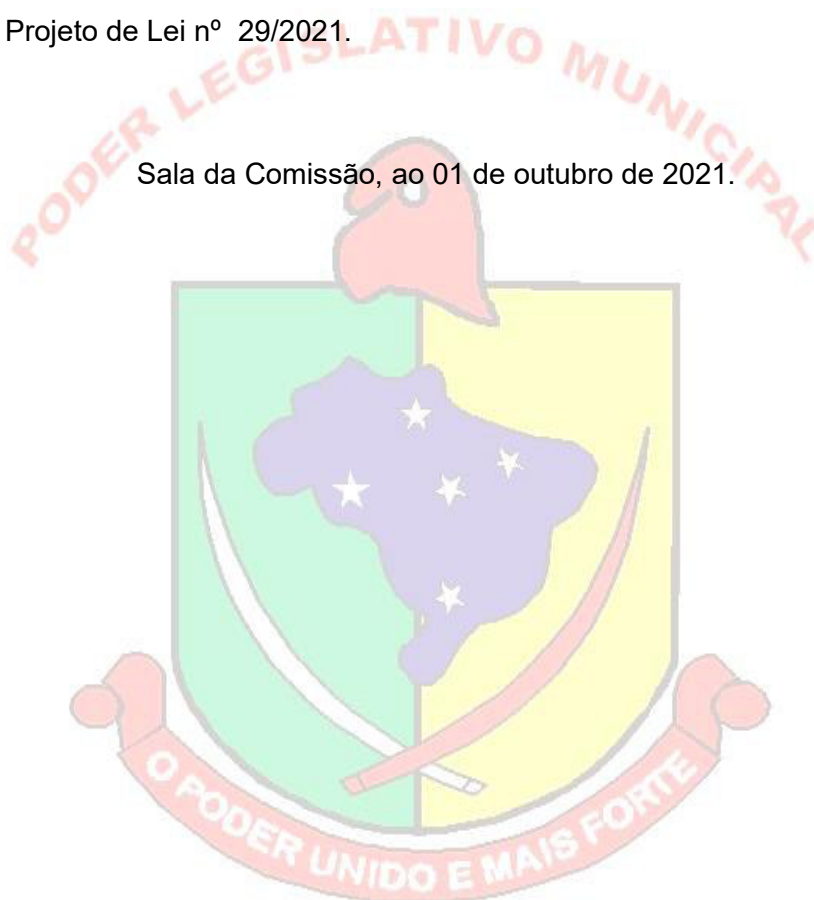 Projeto de Lei nº 29/2021.
PODER LEGISLATIVO MUNICIPAL
Sala da Comissão, ao 01 de outubro de 2021.
O PODER UNIDO E MAIS FORTE